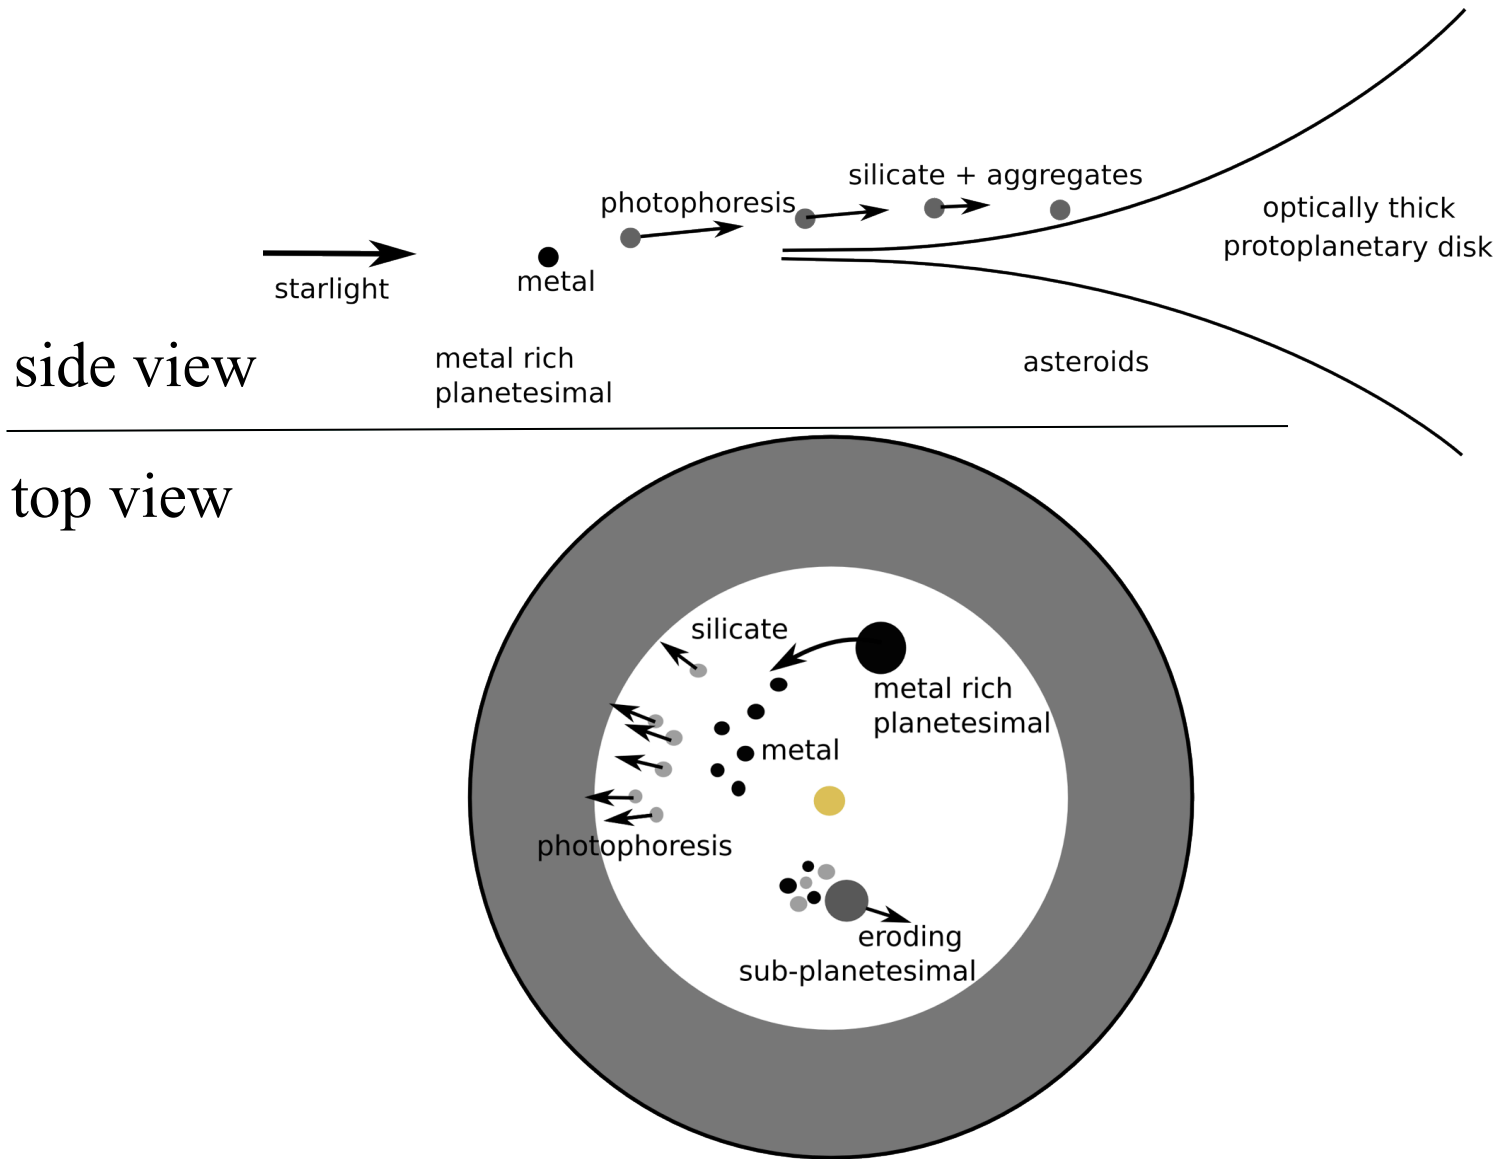 silicate + aggregates
photophoresis
optically thick
protoplanetary disk
starlight
metal
side view
metal rich
planetesimal
asteroids
top view
silicate
metal rich
planetesimal
metal
photophoresis
eroding
sub-planetesimal